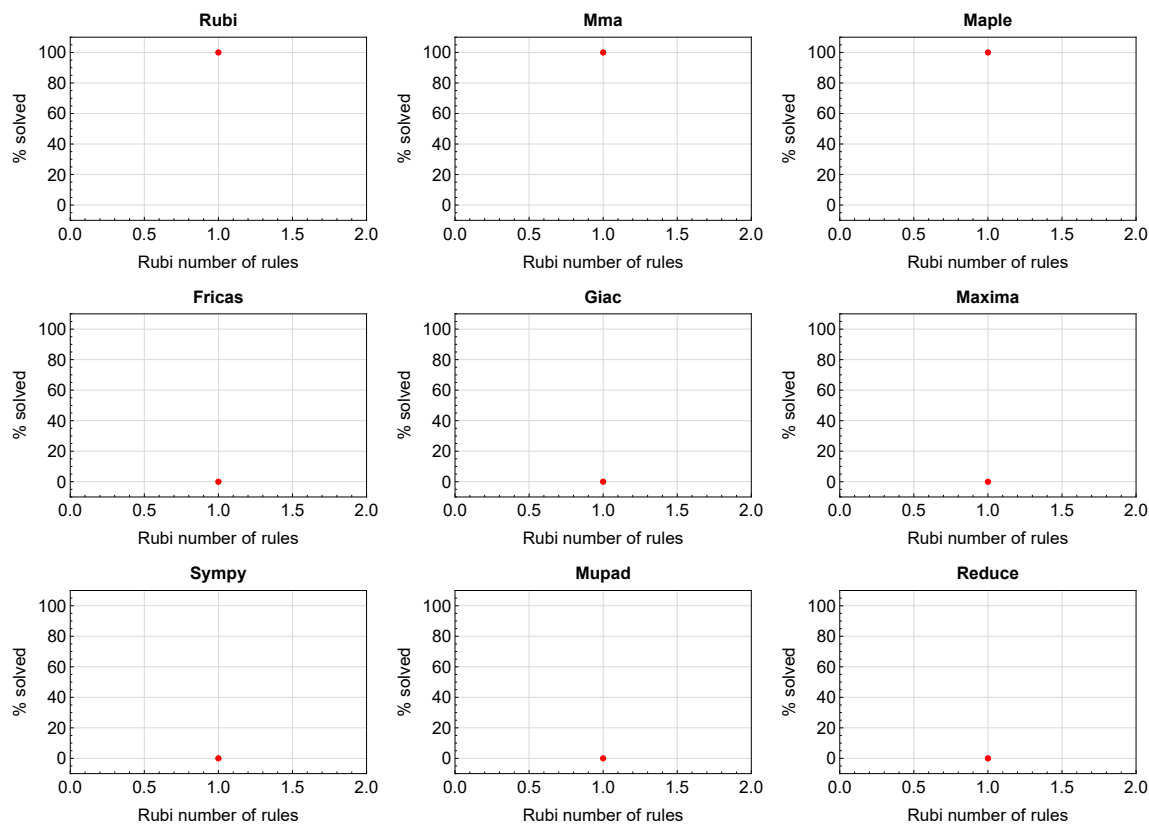 Rubi Mma Maple
100 100 100
80 80 80
60 60 60
40 40 40
20 20 20
0 0 0
% solved % solved % solved
0.0 0.5 1.0 1.5 2.0 0.0 0.5 1.0 1.5 2.0 0.0 0.5 1.0 1.5 2.0
Rubi number of rules Rubi number of rules Rubi number of rules
Fricas Giac Maxima
100 100 100
80 80 80
60 60 60
40 40 40
20 20 20
0 0 0
% solved % solved % solved
0.0 0.5 1.0 1.5 2.0 0.0 0.5 1.0 1.5 2.0 0.0 0.5 1.0 1.5 2.0
Rubi number of rules Rubi number of rules Rubi number of rules
Sympy Mupad Reduce
100 100 100
80 80 80
60 60 60
40 40 40
20 20 20
0 0 0
% solved % solved % solved
0.0 0.5 1.0 1.5 2.0 0.0 0.5 1.0 1.5 2.0 0.0 0.5 1.0 1.5 2.0
Rubi number of rules Rubi number of rules Rubi number of rules